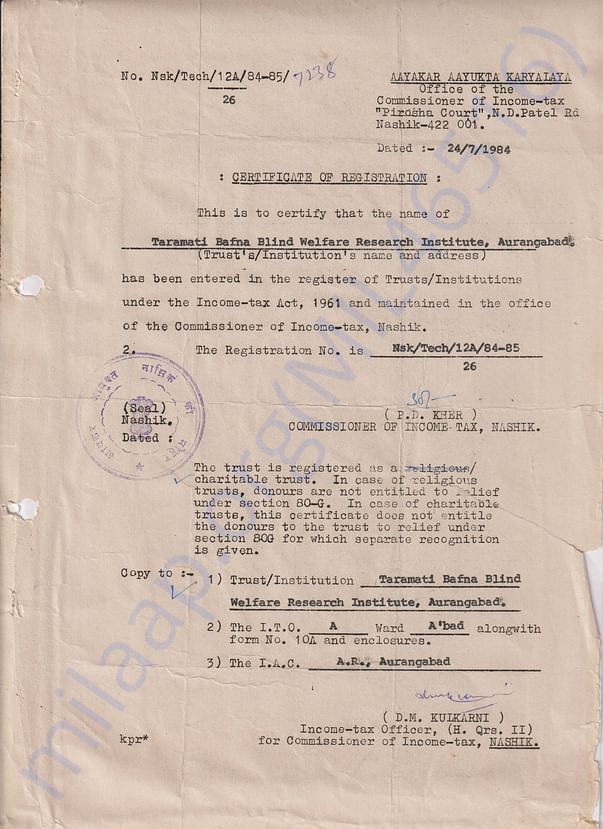 No. Nsk/Tech/12A/84-85/7238
26
AAYAKAR AAYUKTA KARYALAYA
Office of the
Commissioner of Income-tax
"Pirosha Court",N.D.Patel Rd
Nashik-422 001.
Dated :- 24/7/1984
: CERTIFICATE OF REGISTRATION :
This is to certify that the name of
Taramati Bafna Blind Welfare Research Institute, Aurangabad.
(Trust's/Institution's name and address)
has been entered in the register of Trusts/Institutions
under the Income-tax Act, 1961 and maintained in the office
of the Commissioner of Income-tax, Nashik.
2. The Registration No. is Nsk/Tech/12A/84-85
26
(Seal)
Nashik.
Dated :
( P.D. KHER )
COMMISSIONER OF INCOME-TAX, NASHIK.
The trust is registered as a religious/
charitable trust. In case of religious
trusts, donours are not entitled to relief
under section 80-G. In case of charitable
trusts, this certificate does not entitle
the donours to the trust to relief under
section 80G for which separate recognition
is given.
Copy to :-
1) Trust/Institution Taramati Bafna Blind
Welfare Research Institute, Aurangabad.
2) The I.T.O. A Ward A'bad alongwith
form No. 10A and enclosures.
3) The I.A.C. A.R., Aurangabad
( D.M. KULKARNI )
Income-tax Officer, (H. Qrs. II)
kpr* for Commissioner of Income-tax, NASHIK.
milaap.org(MIL465516)